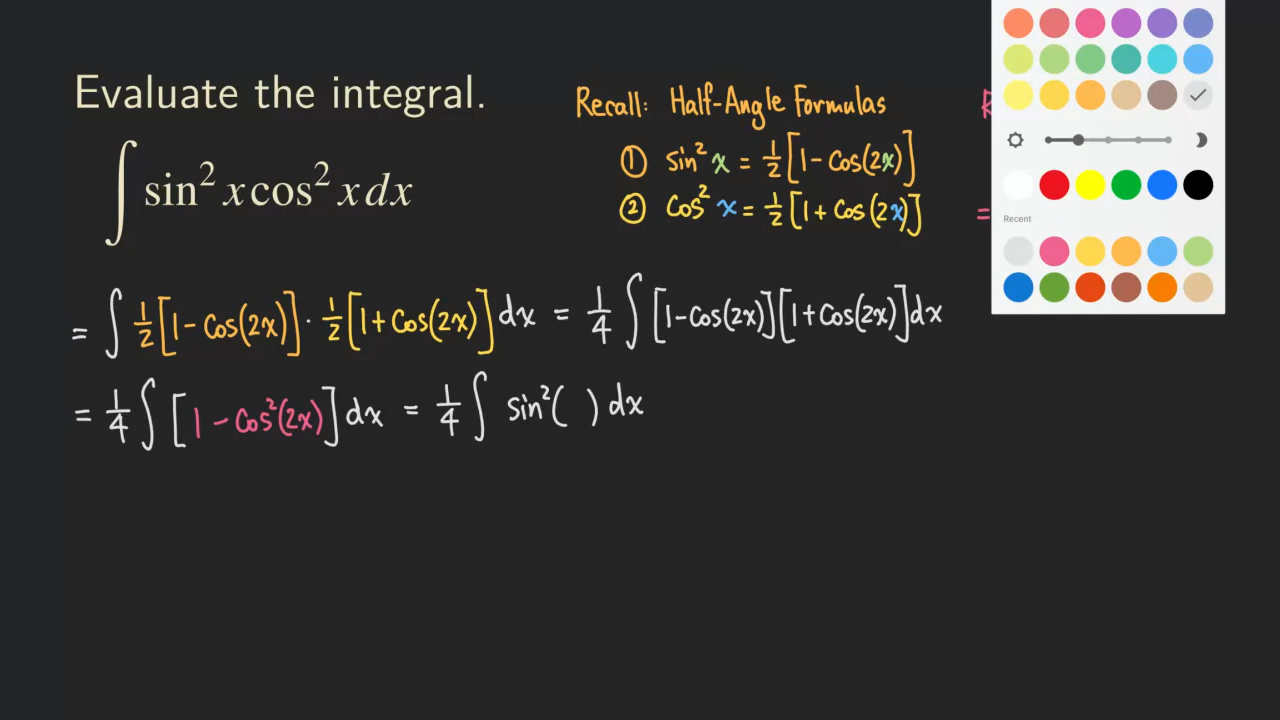 Evaluate the integral.
∫ sin² x cos² x dx
Recall: Half-Angle Formulas
① sin² x = 1/2 [1 - Cos(2x)]
② Cos² x = 1/2 [1 + Cos(2x)]
=
= ∫ 1/2 [1 - Cos(2x)] · 1/2 [1 + Cos(2x)] dx = 1/4 ∫ [1 - Cos(2x)][1 + Cos(2x)] dx
= 1/4 ∫ [1 - Cos²(2x)] dx = 1/4 ∫ sin²( ) dx
Recent